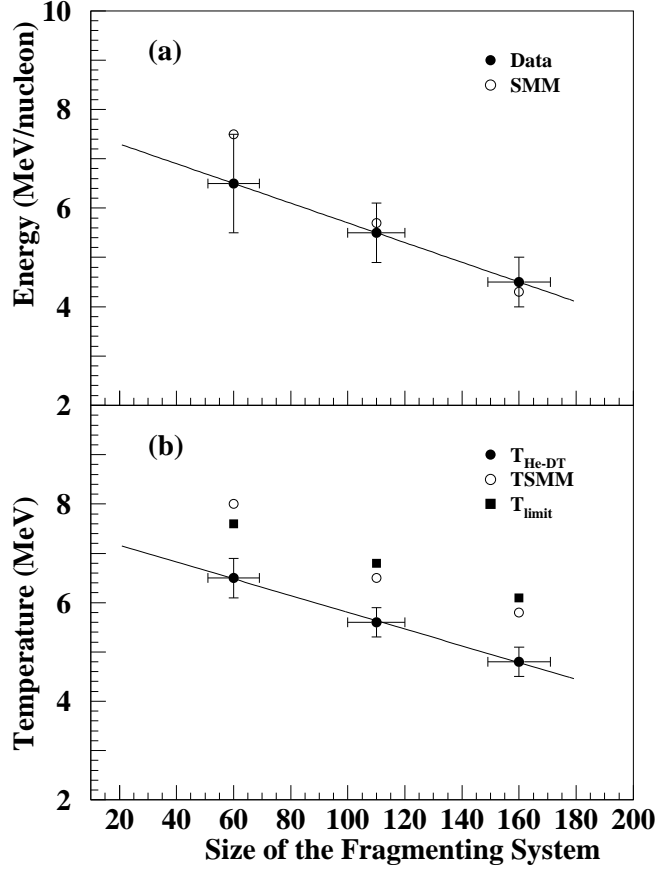 10
8
6
4
2
Energy (MeV/nucleon)
(a)
Data
SMM
8
6
4
2
Temperature (MeV)
(b)
T_He-DT
TSMM
T_limit
20 40 60 80 100 120 140 160 180 200
Size of the Fragmenting System